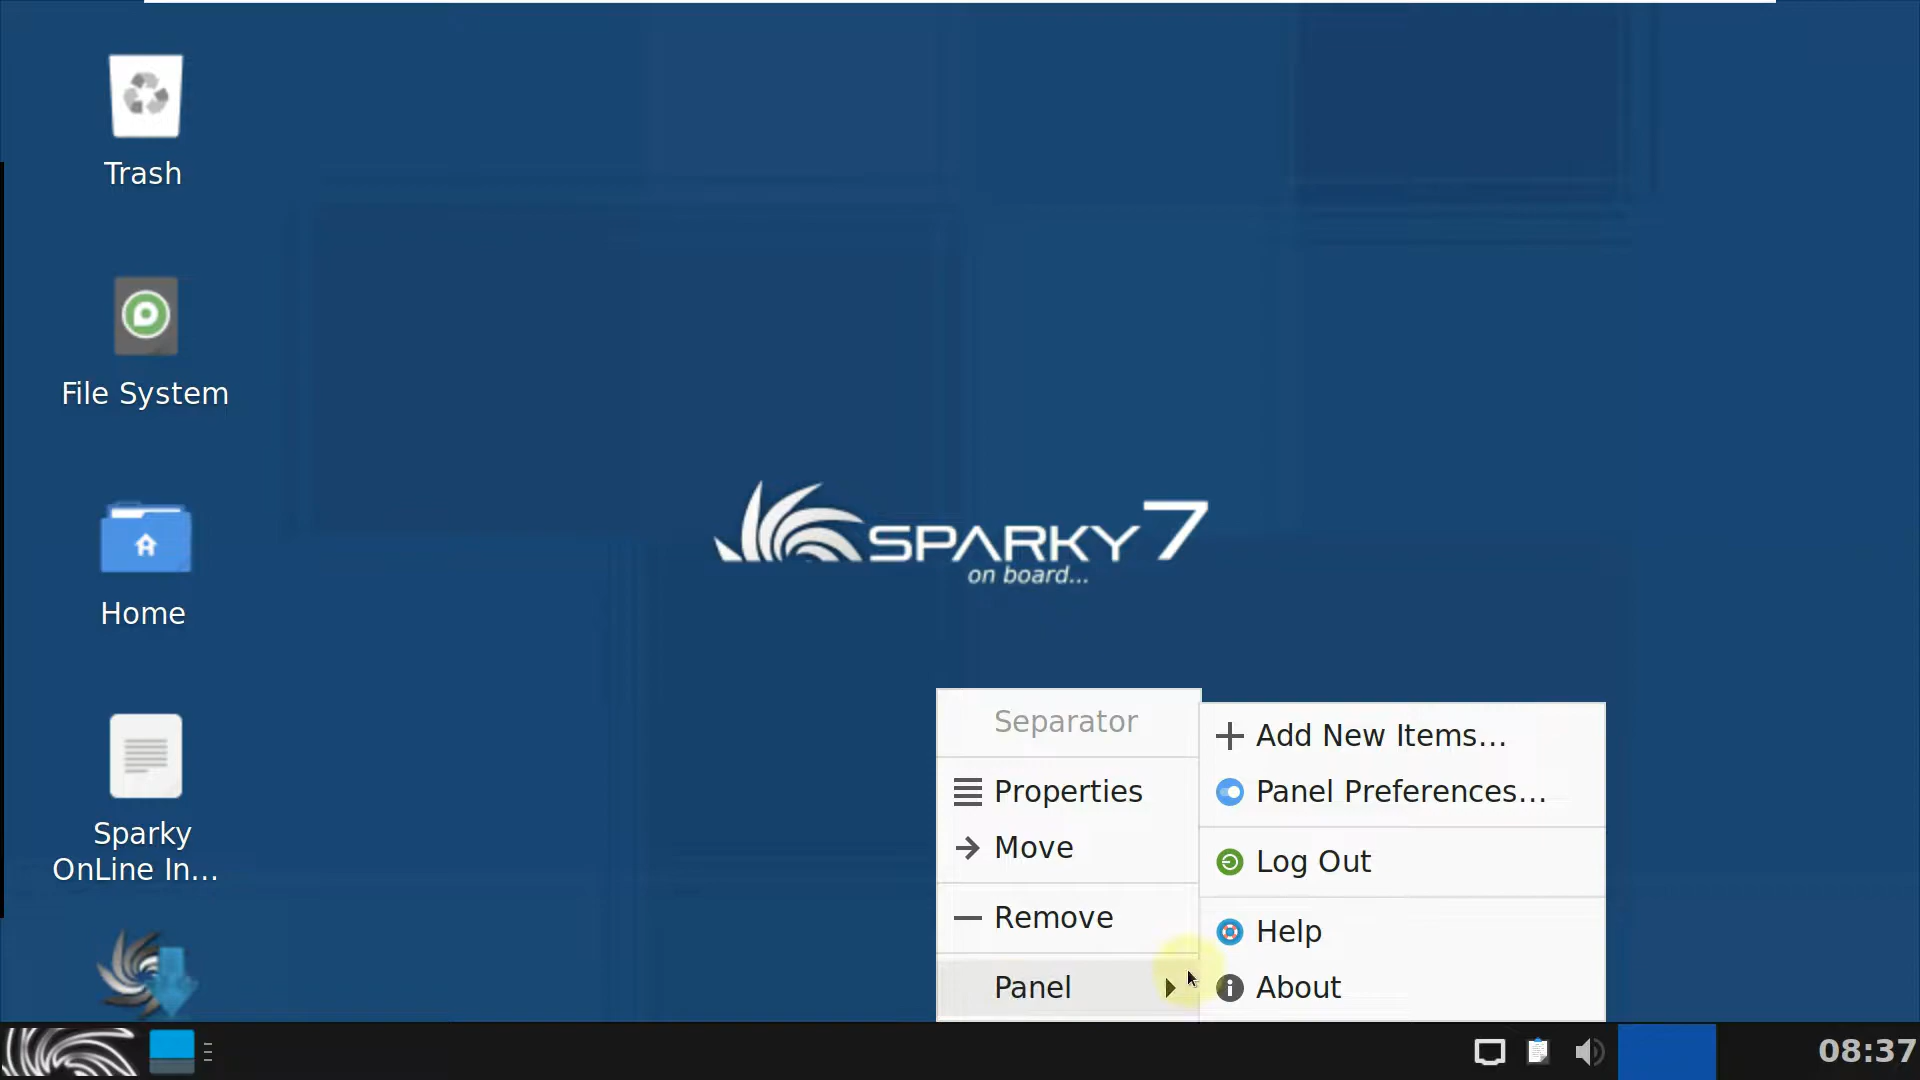 Trash
File System
Home
Sparky
OnLine In...
SPARKY 7
on board...
Separator
Properties
Move
Remove
Panel
Add New Items...
Panel Preferences...
Log Out
Help
About
08:37